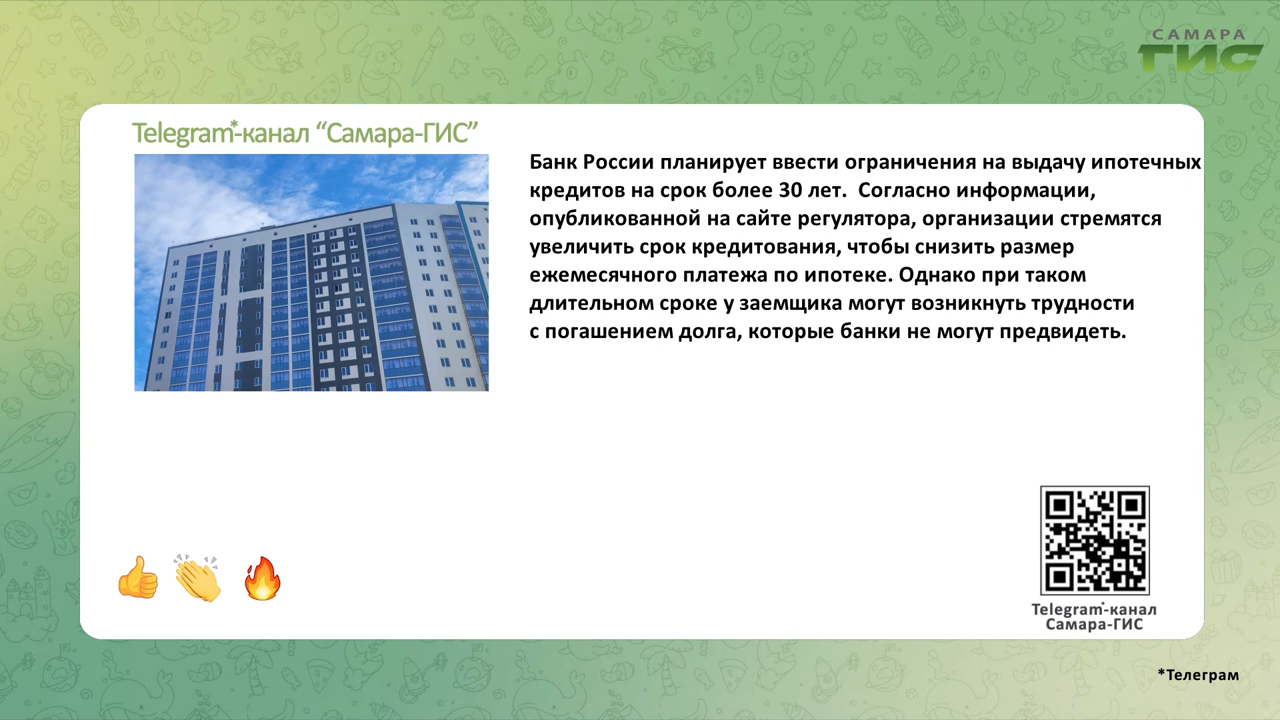 САМАРА
ГИС
Telegram*-канал “Самара-ГИС”
Банк России планирует ввести ограничения на выдачу ипотечных
кредитов на срок более 30 лет.  Согласно информации,
опубликованной на сайте регулятора, организации стремятся
увеличить срок кредитования, чтобы снизить размер
ежемесячного платежа по ипотеке. Однако при таком
длительном сроке у заемщика могут возникнуть трудности
с погашением долга, которые банки не могут предвидеть.
Telegram*-канал
Самара-ГИС
*Телеграм